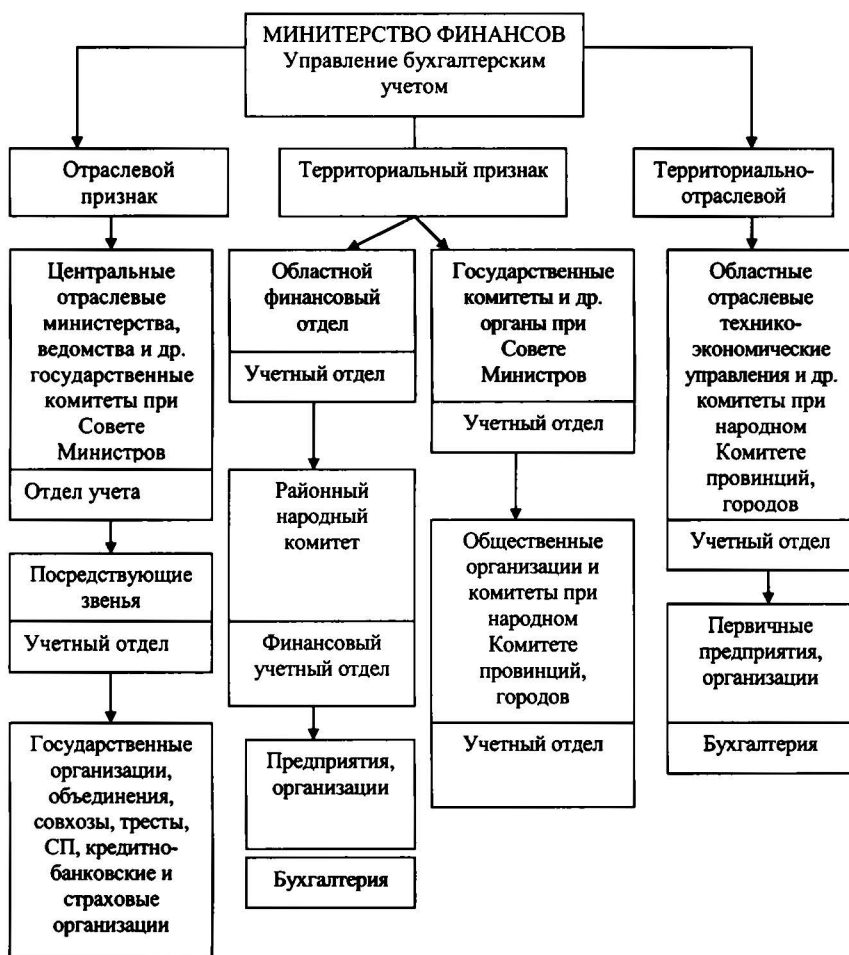 МИНИТЕРСТВО ФИНАНСОВ
Управление бухгалтерским
учетом
Отраслевой
признак
Территориальный признак
Территориально-
отраслевой
Центральные
отраслевые
министерства,
ведомства и др.
государственные
комитеты при
Совете
Министров
Отдел учета
Посредствующие
звенья
Учетный отдел
Государственные
организации,
объединения,
совхозы, тресты,
СП, кредитно-
банковские и
страховые
организации
Областной
финансовый
отдел
Учетный отдел
Районный
народный
комитет
Финансовый
учетный отдел
Предприятия,
организации
Бухгалтерия
Государственные
комитеты и др.
органы при
Совете
Министров
Учетный отдел
Общественные
организации и
комитеты при
народном
Комитете
провинций,
городов
Учетный отдел
Областные
отраслевые
технико-
экономические
управления и др.
комитеты при
народном
Комитете
провинций,
городов
Учетный отдел
Первичные
предприятия,
организации
Бухгалтерия